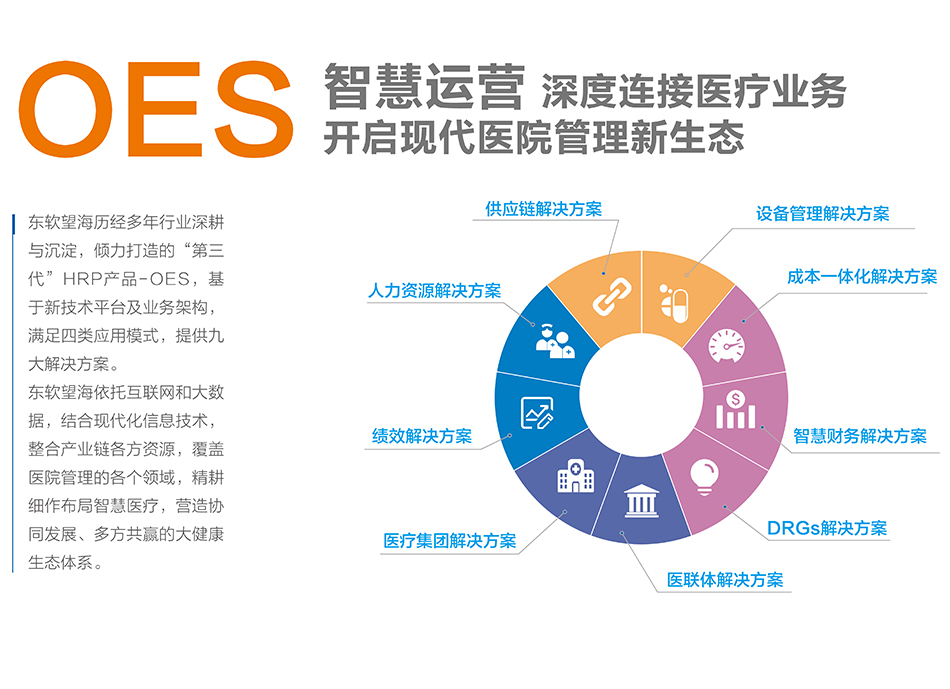 OES 智慧运营 深度连接医疗业务
开启现代医院管理新生态
东软望海历经多年行业深耕
与沉淀，倾力打造的“第三
代”HRP产品-OES，基
于新技术平台及业务架构，
满足四类应用模式，提供九
大解决方案。
东软望海依托互联网和大数
据，结合现代化信息技术，
整合产业链各方资源，覆盖
医院管理的各个领域，精耕
细作布局智慧医疗，营造协
同发展、多方共赢的大健康
生态体系。
供应链解决方案
设备管理解决方案
成本一体化解决方案
人力资源解决方案
绩效解决方案
智慧财务解决方案
DRGs解决方案
医疗集团解决方案
医联体解决方案